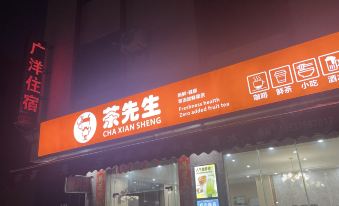 广洋住宿
茶先生
CHA XIAN SHENG
Freshness hearth
Zero added fruit tea
咖啡
鲜茶
小吃